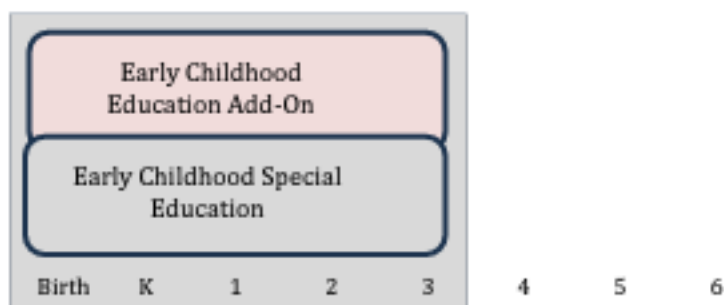 Early Childhood
Education Add-On
Early Childhood Special
Education
Birth K 1 2 3 4 5 6